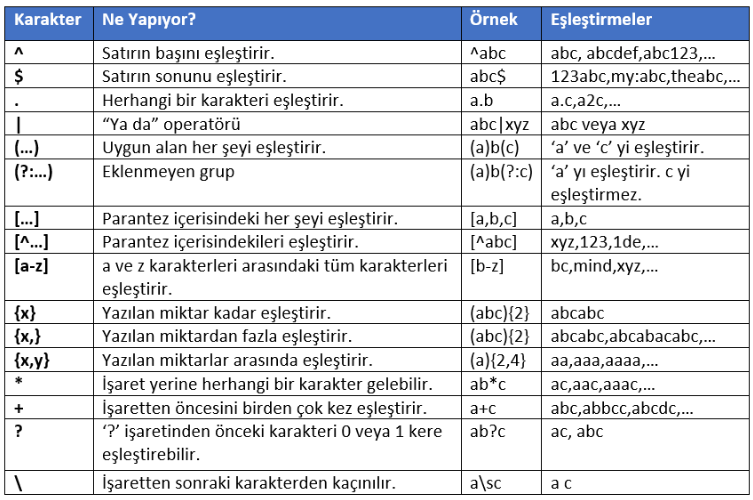 Karakter Ne Yapıyor? Örnek Eşleştirmeler
^ Satırın başını eşleştirir. ^abc abc, abcdef,abc123,…
$ Satırın sonunu eşleştirir. abc$ 123abc,my:abc,theabc,…
. Herhangi bir karakteri eşleştirir. a.b a.c,a2c,…
| “Ya da” operatörü abc|xyz abc veya xyz
(…) Uygun alan her şeyi eşleştirir. (a)b(c) ‘a’ ve ‘c’ yi eşleştirir.
(?:…) Eklenmeyen grup (a)b(?:c) ‘a’ yı eşleştirir. c yi
eşleştirmez.
[…] Parantez içerisindeki her şeyi eşleştirir. [a,b,c] a,b,c
[^…] Parantez içerisindekileri eşleştirir. [^abc] xyz,123,1de,…
[a-z] a ve z karakterleri arasındaki tüm karakterleri [b-z] bc,mind,xyz,…
eşleştirir.
{x} Yazılan miktar kadar eşleştirir. (abc){2} abcabc
{x,} Yazılan miktardan fazla eşleştirir. (abc){2} abcabc,abcabacabc,…
{x,y} Yazılan miktarlar arasında eşleştirir. (a){2,4} aa,aaa,aaaa,…
* İşaret yerine herhangi bir karakter gelebilir. ab*c ac,aac,aaac,…
+ İşaretten öncesini birden çok kez eşleştirir. a+c abc,abbcc,abcdc,…
? ‘?’ işaretinden önceki karakteri 0 veya 1 kere ab?c ac, abc
eşleştirebilir.
\ İşaretten sonraki karakterden kaçınılır. a\sc a c